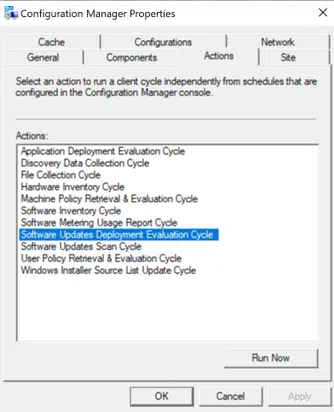 Configuration Manager Properties
Cache
Configurations
Network
General
Components
Actions
Site
Select an action to run a client cycle independently from schedules that are
configured in the Configuration Manager console.
Actions:
Application Deployment Evaluation Cycle
Discovery Data Collection Cycle
File Collection Cycle
Hardware Inventory Cycle
Machine Policy Retrieval & Evaluation Cycle
Software Inventory Cycle
Software Metering Usage Report Cycle
Software Updates Deployment Evaluation Cycle
Software Updates Scan Cycle
User Policy Retrieval & Evaluation Cycle
Windows Installer Source List Update Cycle
Run Now
OK
Cancel
Apply